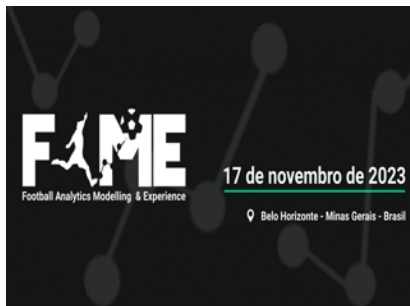 FAME
Football Analytics Modelling & Experience
17 de novembro de 2023
Belo Horizonte - Minas Gerais - Brasil